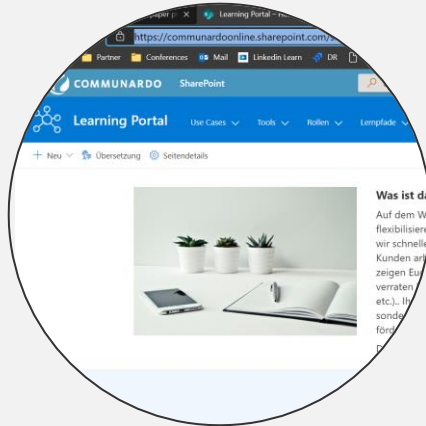 Learning Portal
https://communardoonline.sharepoint.com/s
Partner Conferences Mail Linkedin Learn DR
COMMUNARDO SharePoint
Learning Portal Use Cases Tools Rollen Lernpfade
Neu Übersetzung Seitendetails
Was ist da
Auf dem W
flexibilisiere
wir schnelle
Kunden
zeigen
verraten
etc.).. Ih
sonde
förd